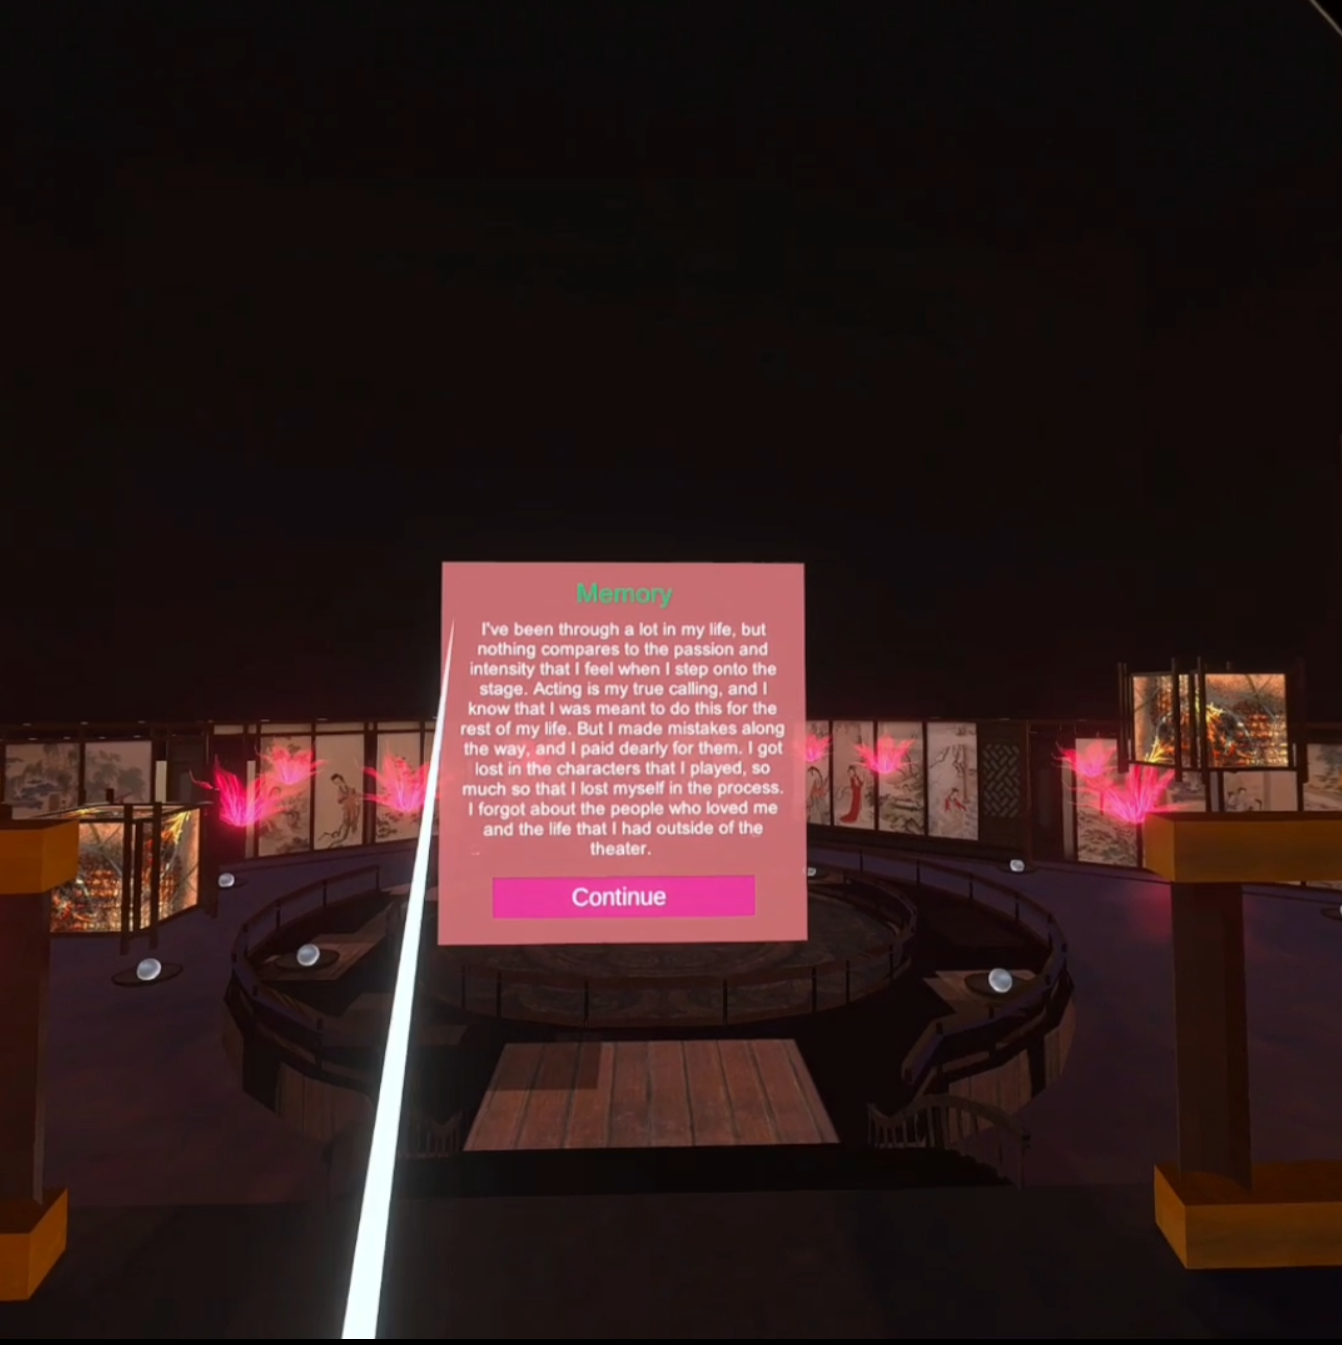 Memory
I've been through a lot in my life, but
nothing compares to the passion and
intensity that I feel when I step onto the
stage. Acting is my true calling, and I
know that I was meant to do this for the
rest of my life. But I made mistakes along
the way, and I paid dearly for them. I got
lost in the characters that I played, so
much so that I lost myself in the process.
I forgot about the people who loved me
and the life that I had outside of the
theater.
Continue